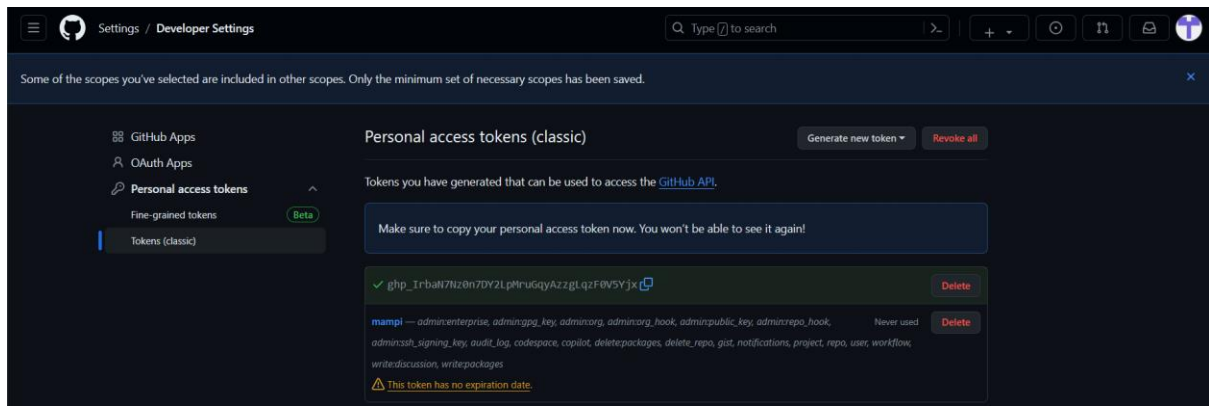 Settings / Developer Settings
Type / to search
Some of the scopes you've selected are included in other scopes. Only the minimum set of necessary scopes has been saved.
GitHub Apps
OAuth Apps
Personal access tokens
Fine-grained tokens
Beta
Tokens (classic)
Personal access tokens (classic)
Generate new token
Revoke all
Tokens you have generated that can be used to access the GitHub API.
Make sure to copy your personal access token now. You won't be able to see it again!
Delete
mampi — admin:enterprise, admin:gpg_key, admin:org, admin:org_hook, admin:public_key, admin:repo_hook,
Never used
Delete
admin:ssh_signing_key, audit_log, codespace, copilot, delete:packages, delete_repo, gist, notifications, project, repo, user, workflow,
write:discussion, write:packages
This token has no expiration date.